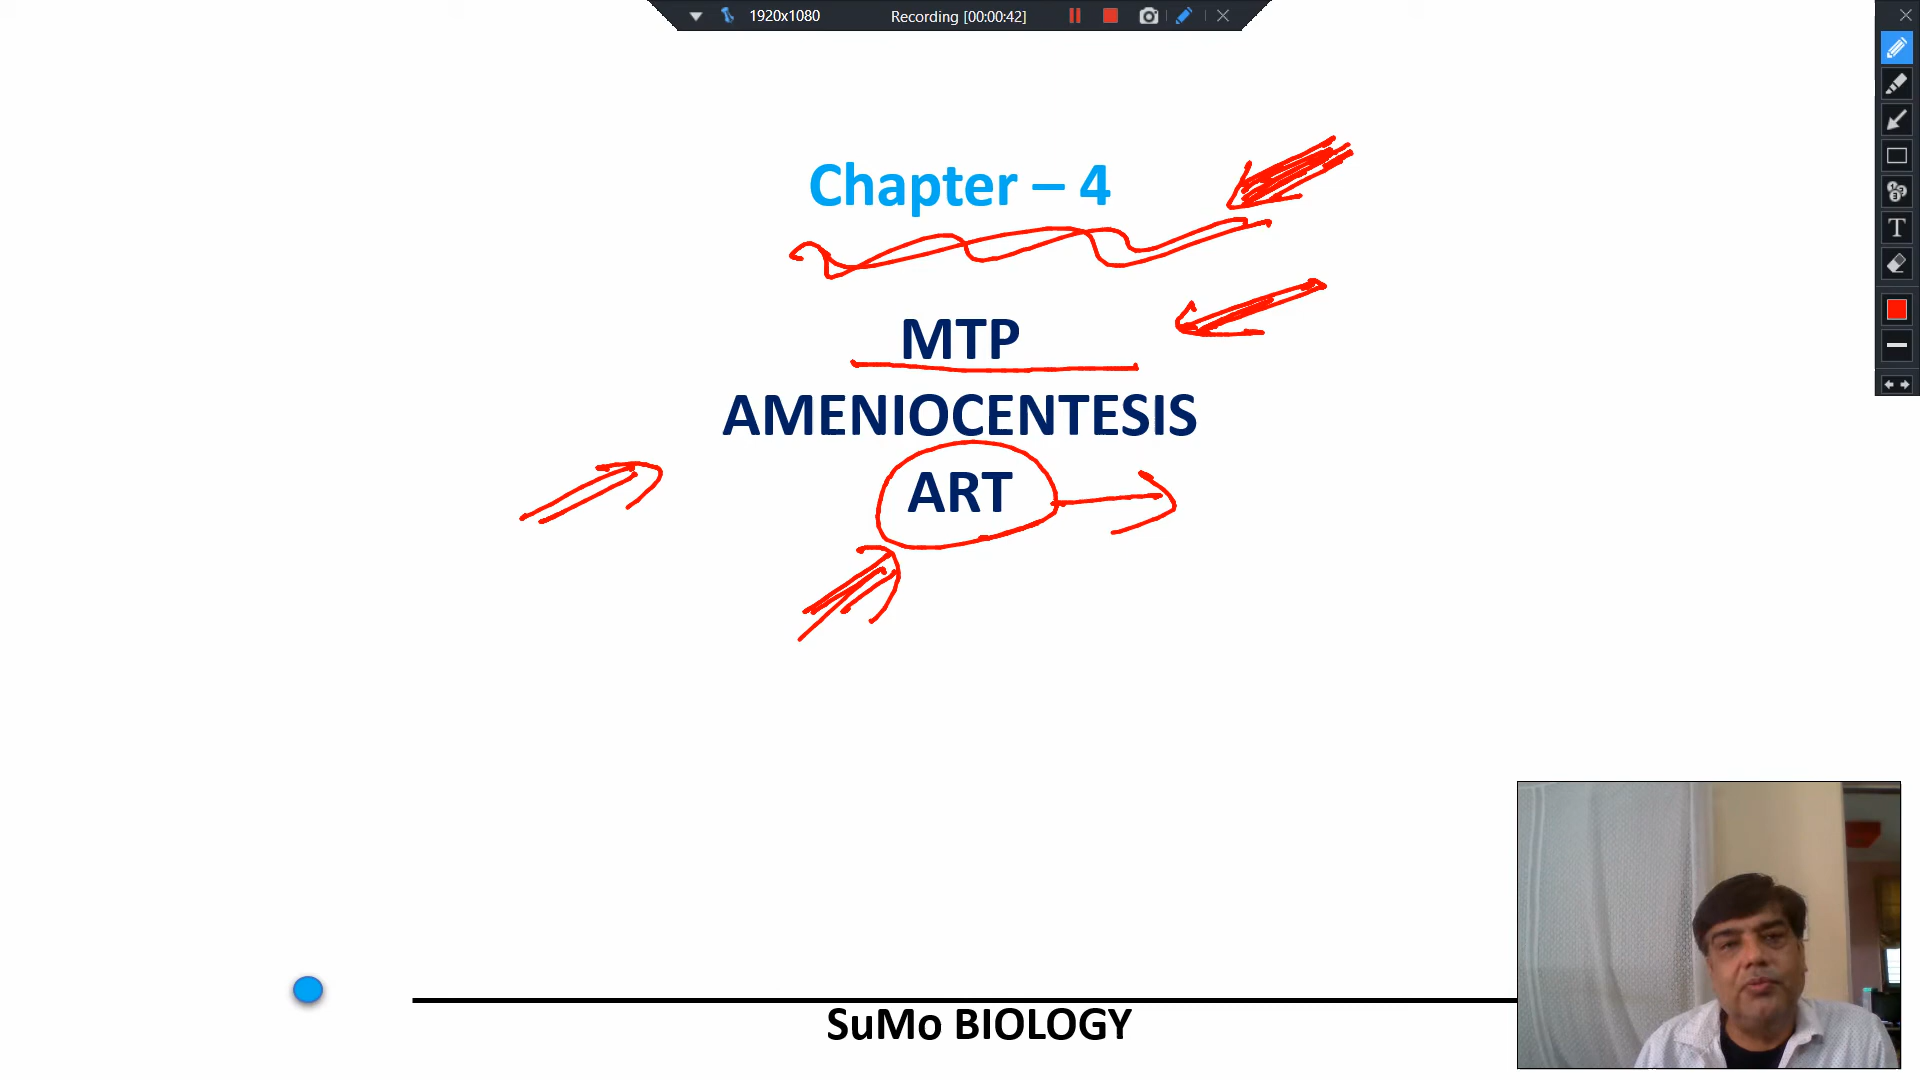 1920x1080 Recording [00:00:42]
Chapter – 4
MTP
AMENIOCENTESIS
ART
SuMo BIOLOGY